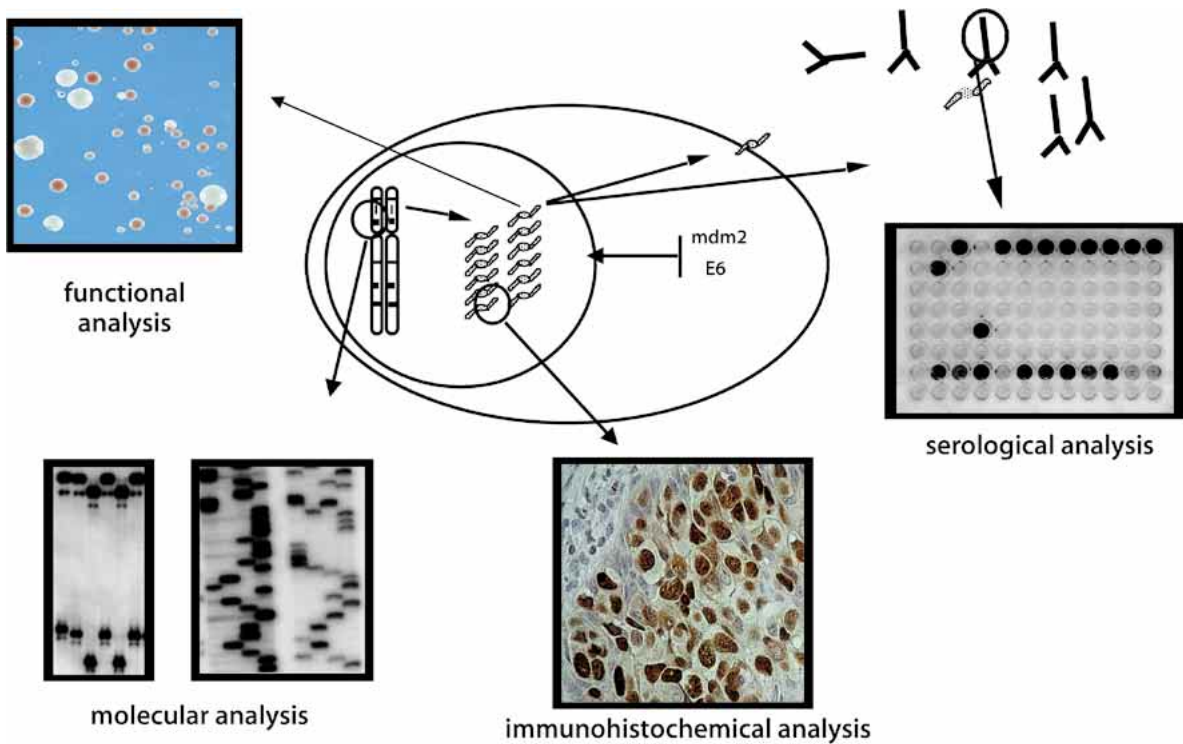 functional
analysis
mdm2
E6
serological analysis
molecular analysis
immunohistochemical analysis